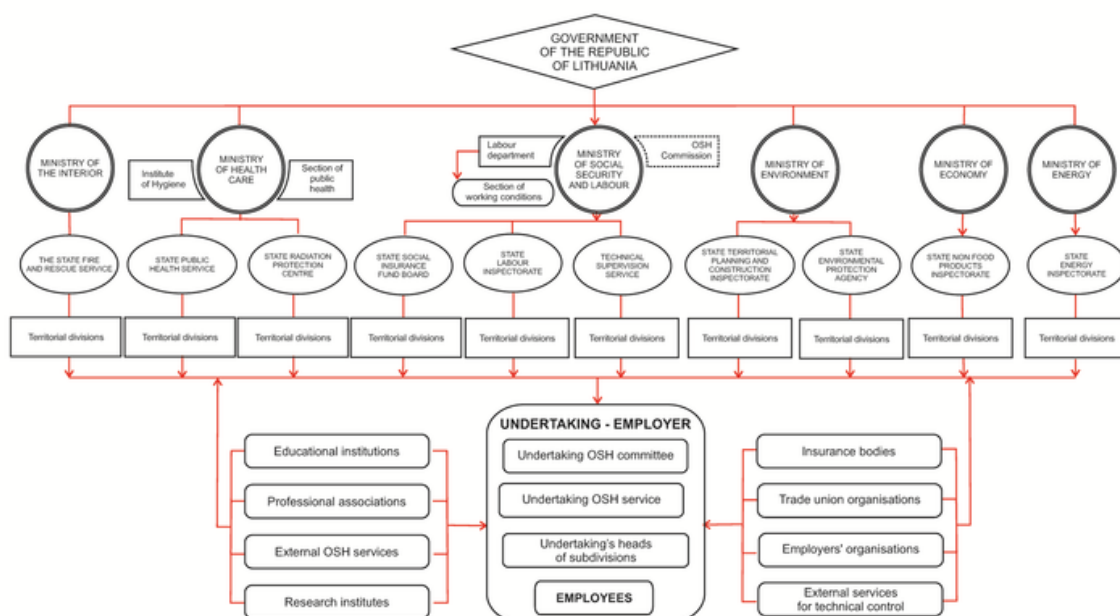 GOVERNMENT
OF THE REPUBLIC
OF LITHUANIA
MINISTRY OF
THE INTERIOR
Institute
of Hygiene
MINISTRY
OF HEALTH
CARE
Section of
public
health
Labour
department
Section of
working conditions
MINISTRY
OF SOCIAL
SECURITY
AND LABOUR
OSH
Commission
MINISTRY
OF ENVIRONMENT
MINISTRY OF
ECONOMY
MINISTRY OF
ENERGY
THE STATE FIRE
AND RESCUE SERVICE
STATE PUBLIC
HEALTH SERVICE
STATE RADIATION
PROTECTION
CENTRE
STATE SOCIAL
INSURANCE
FUND BOARD
STATE
LABOUR
INSPECTORATE
TECHNICAL
SUPERVISION
SERVICE
STATE TERRITORIAL
PLANNING AND
CONSTRUCTION
INSPECTORATE
STATE
ENVIRONMENTAL
PROTECTION
AGENCY
STATE NON FOOD
PRODUCTS
INSPECTORATE
STATE
ENERGY
INSPECTORATE
Territorial divisions
Territorial divisions
Territorial divisions
Territorial divisions
Territorial divisions
Territorial divisions
Territorial divisions
Territorial divisions
Territorial divisions
Territorial divisions
Educational institutions
Professional associations
External OSH services
Research institutes
UNDERTAKING - EMPLOYER
Undertaking OSH committee
Undertaking OSH service
Undertaking's heads
of subdivisions
EMPLOYEES
Insurance bodies
Trade union organisations
Employers' organisations
External services
for technical control